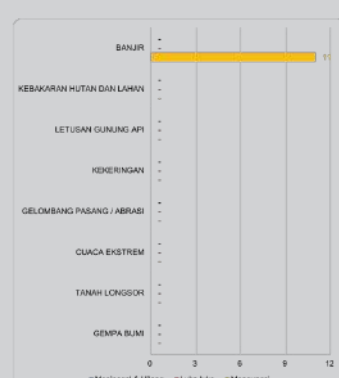 BANJIR
11
KEBAKARAN HUTAN DAN LAHAN
LETUSAN GUNUNG API
KEKERINGAN
GELOMBANG PASANG / ABRASI
CUACA EKSTREM
TANAH LONGSOR
GEMPA BUMI
0 3 6 9 12